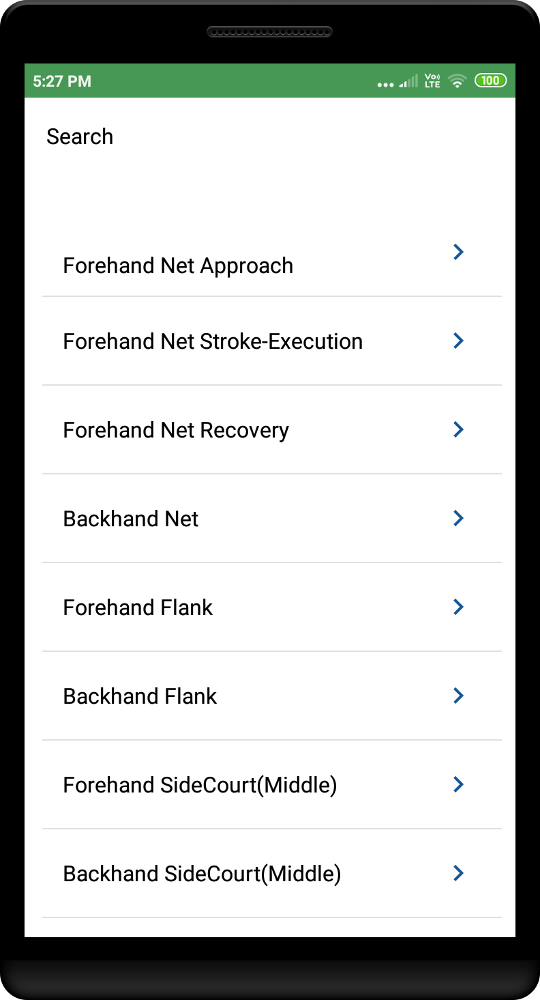 5:27 PM
Vo LTE
100
Search
Forehand Net Approach
Forehand Net Stroke-Execution
Forehand Net Recovery
Backhand Net
Forehand Flank
Backhand Flank
Forehand SideCourt(Middle)
Backhand SideCourt(Middle)